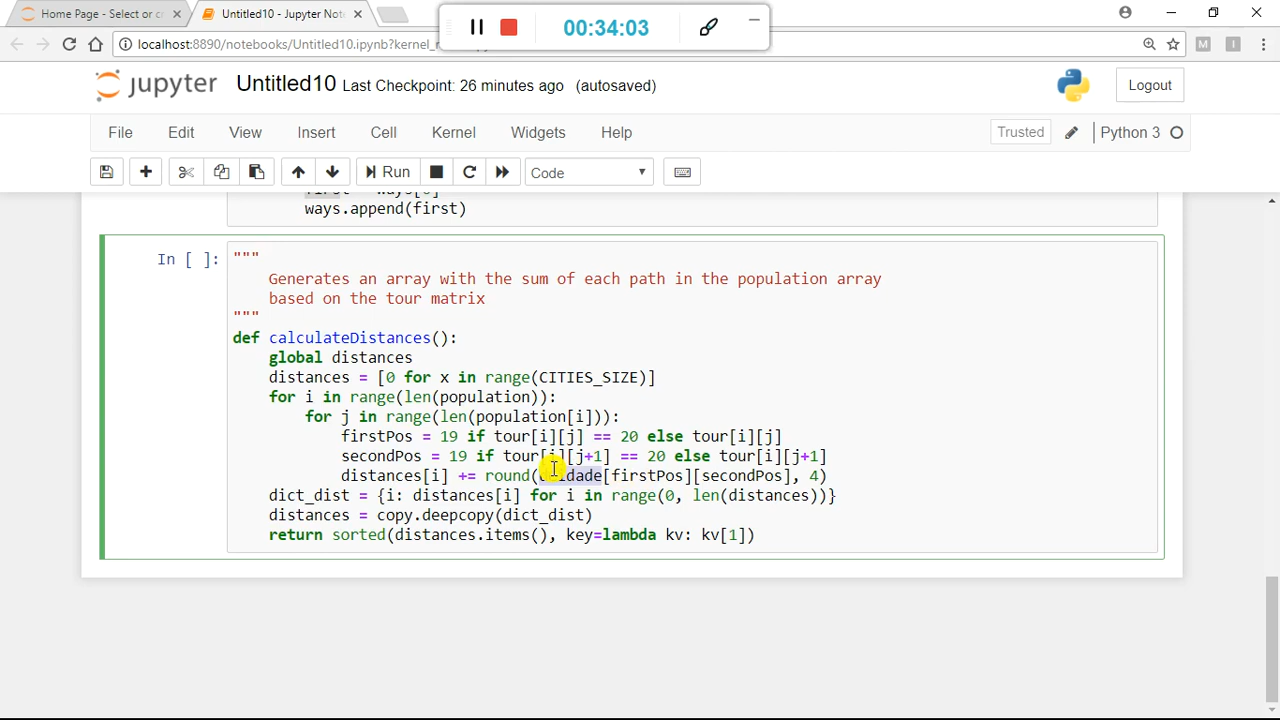 Home Page - Select or c
Untitled10 - Jupyter Not
00:34:03
localhost:8890/notebooks/Untitled10.ipynb?kernel_
jupyter Untitled10 Last Checkpoint: 26 minutes ago (autosaved)
Logout
File Edit View Insert Cell Kernel Widgets Help
Trusted Python 3
Run Code
ways.append(first)
In [ ]: """
Generates an array with the sum of each path in the population array
based on the tour matrix
"""
def calculateDistances():
global distances
distances = [0 for x in range(CITIES_SIZE)]
for i in range(len(population)):
for j in range(len(population[i])):
firstPos = 19 if tour[i][j] == 20 else tour[i][j]
secondPos = 19 if tour[i][j+1] == 20 else tour[i][j+1]
distances[i] += round( [firstPos][secondPos], 4)
dict_dist = {i: distances[i] for i in range(0, len(distances))}
distances = copy.deepcopy(dict_dist)
return sorted(distances.items(), key=lambda kv: kv[1])